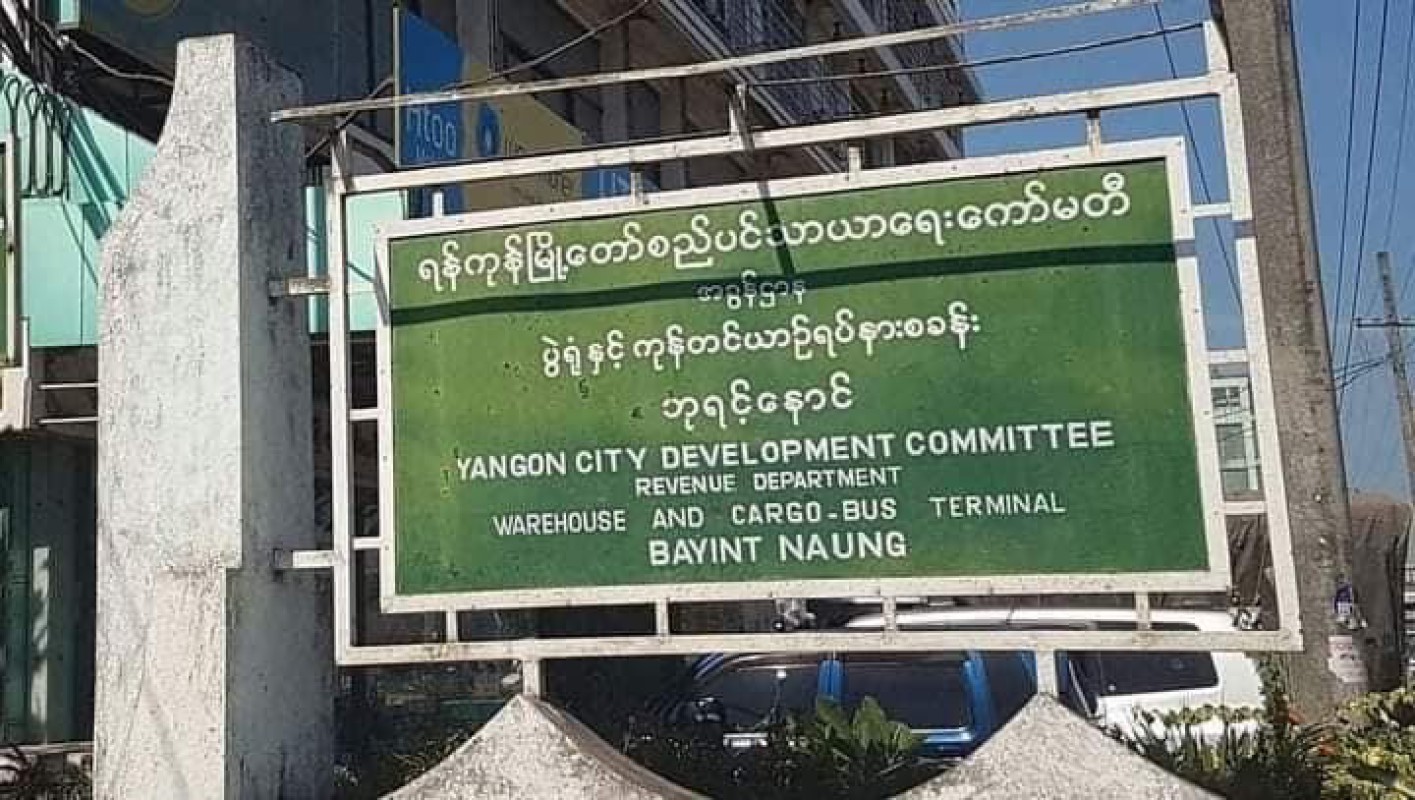 ntoo
ရန်ကုန်မြို့တော်စည်ပင်သာယာရေးကော်မတီ
အခွန်ဌာန
ပွဲရုံနှင့် ကုန်တင်ယာဉ်ရပ်နားစခန်း
ဘုရင့်နောင်
YANGON CITY DEVELOPMENT COMMITTEE
REVENUE DEPARTMENT
WAREHOUSE AND CARGO-BUS TERMINAL
BAYINT NAUNG